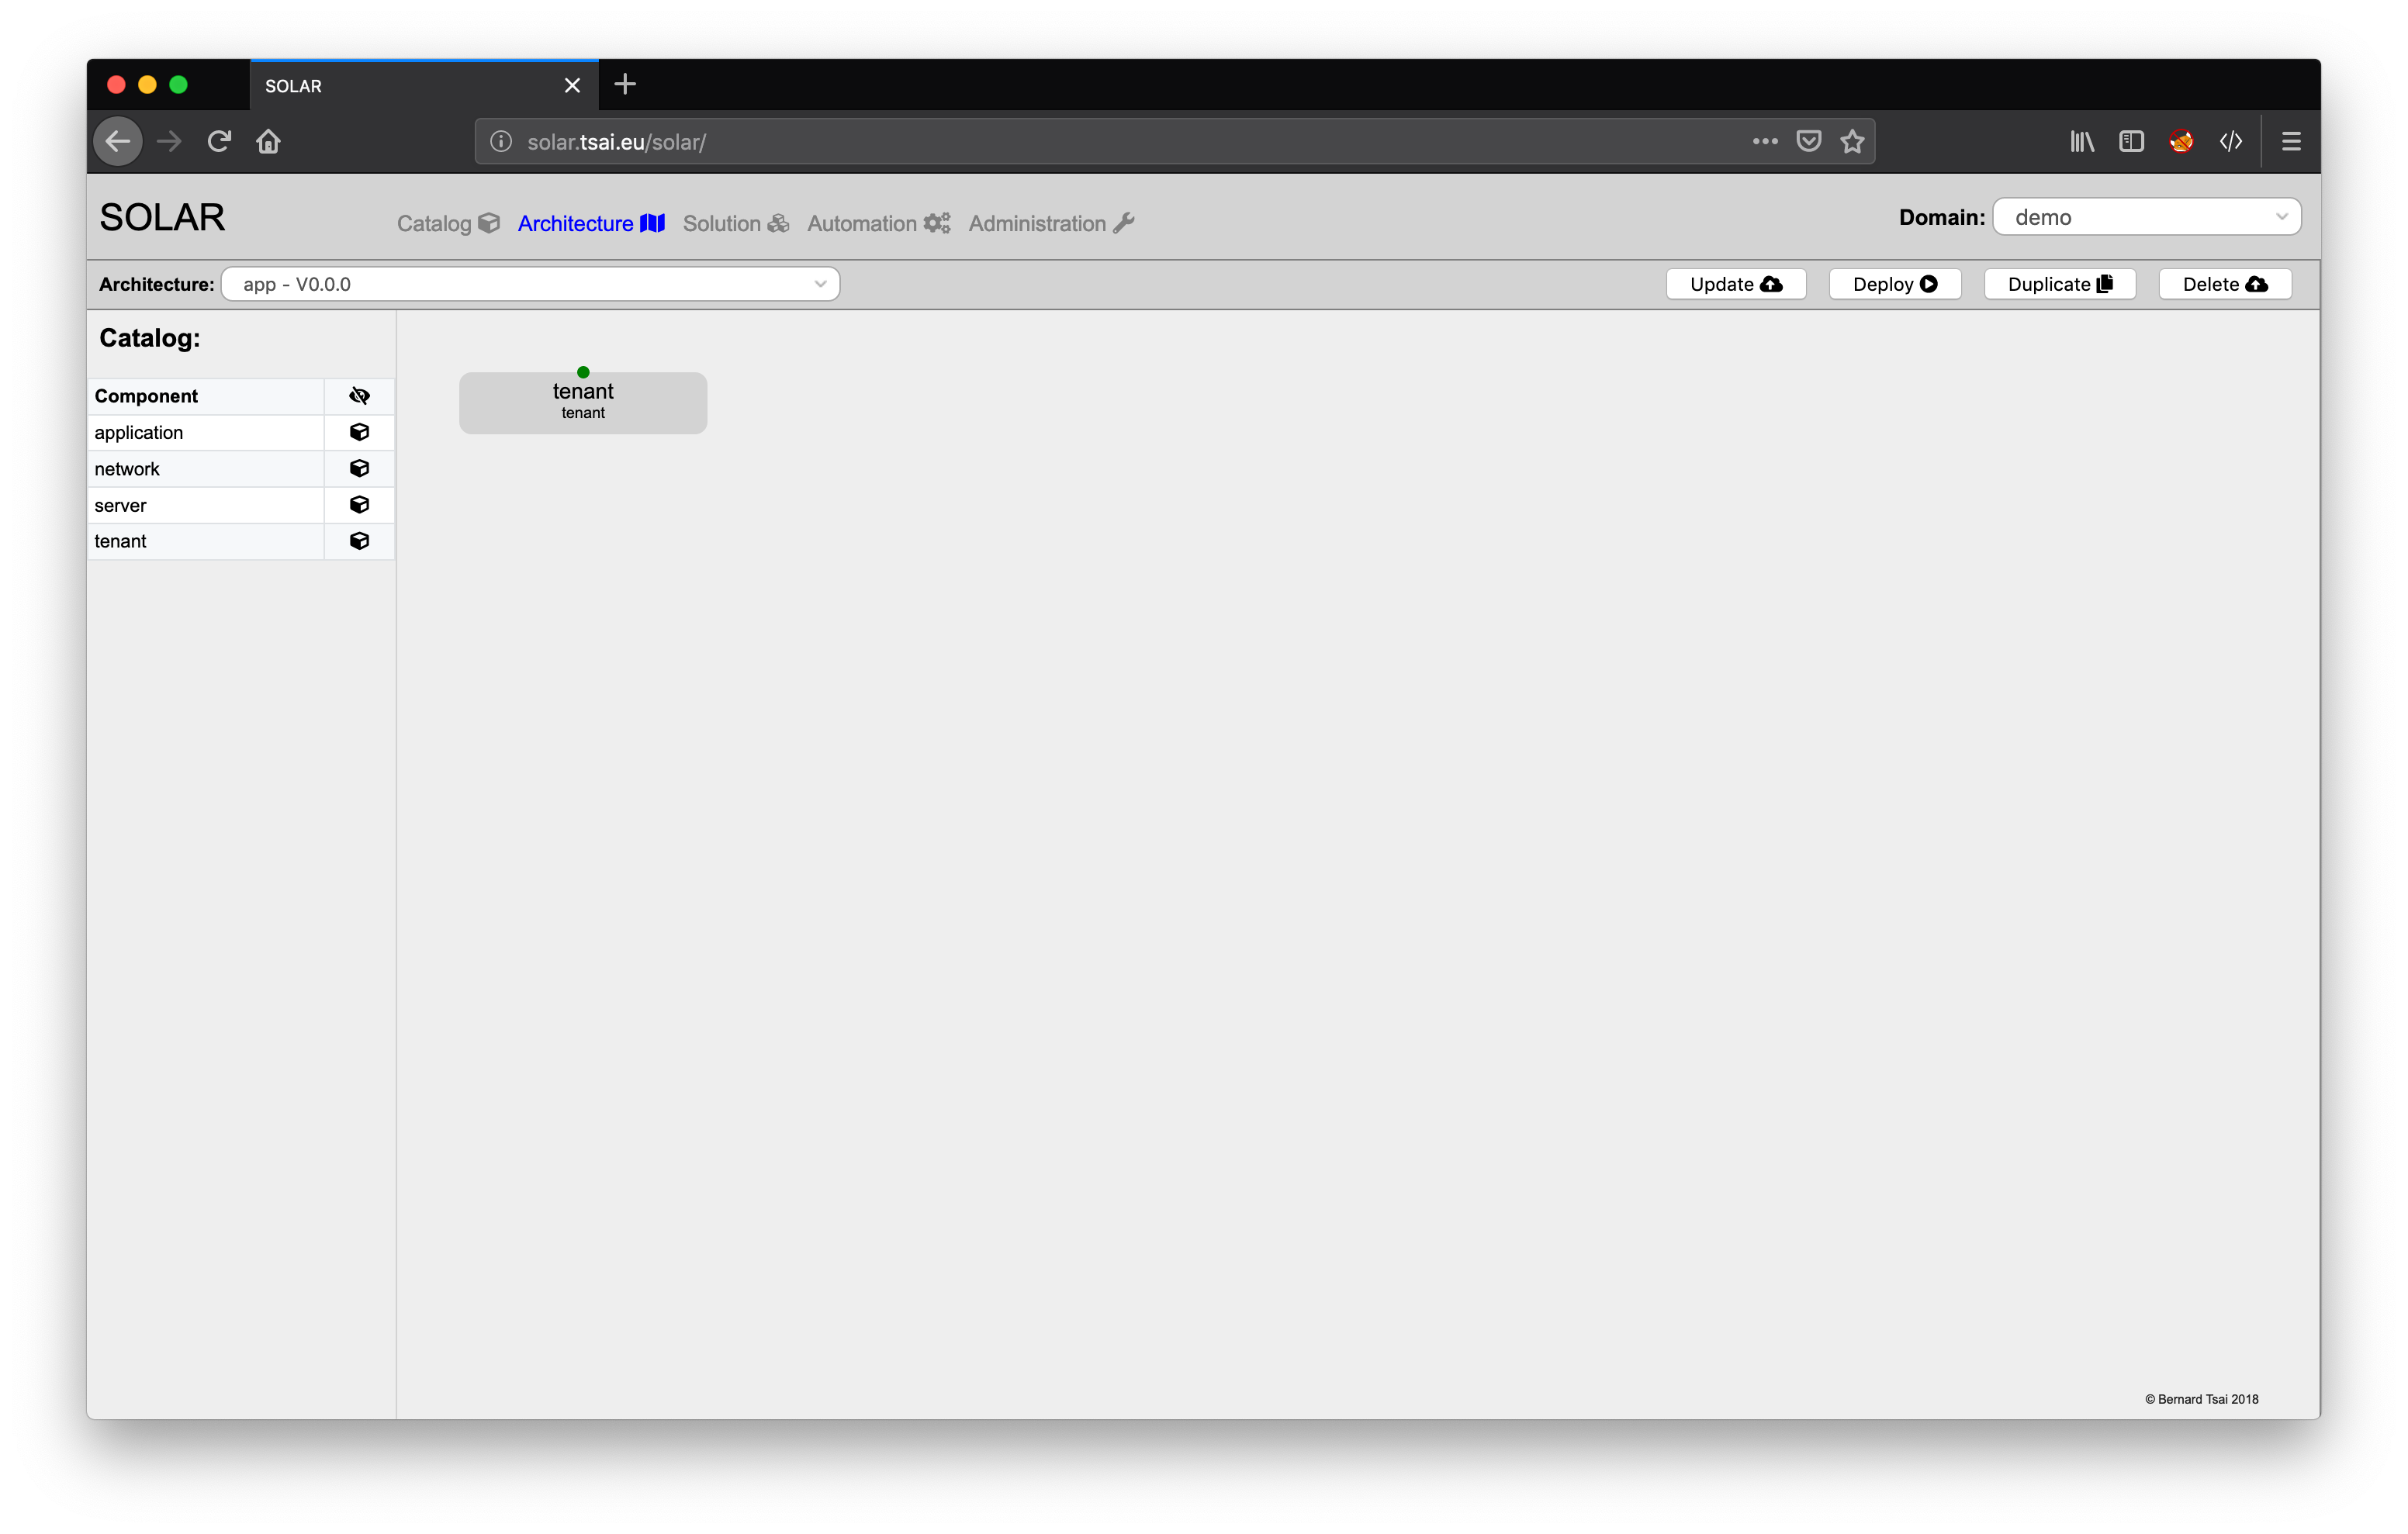 SOLAR
solar.tsai.eu/solar/
SOLAR
Catalog Architecture Solution Automation Administration
Domain: demo
Architecture: app - V0.0.0
Update Deploy Duplicate Delete
Catalog:
Component
application
network
server
tenant
tenant
tenant
© Bernard Tsai 2018